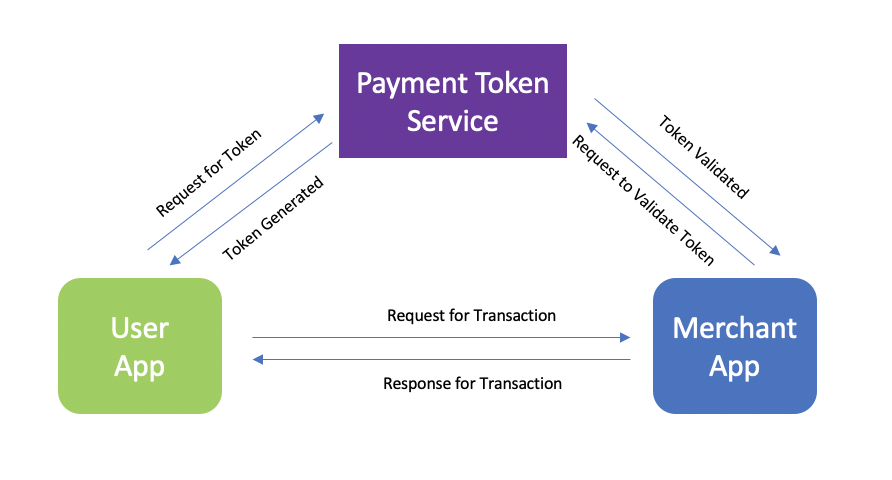 Payment Token
Service
Request for Token
Token Generated
Token Validated
Request to Validate Token
User
App
Request for Transaction
Response for Transaction
Merchant
App